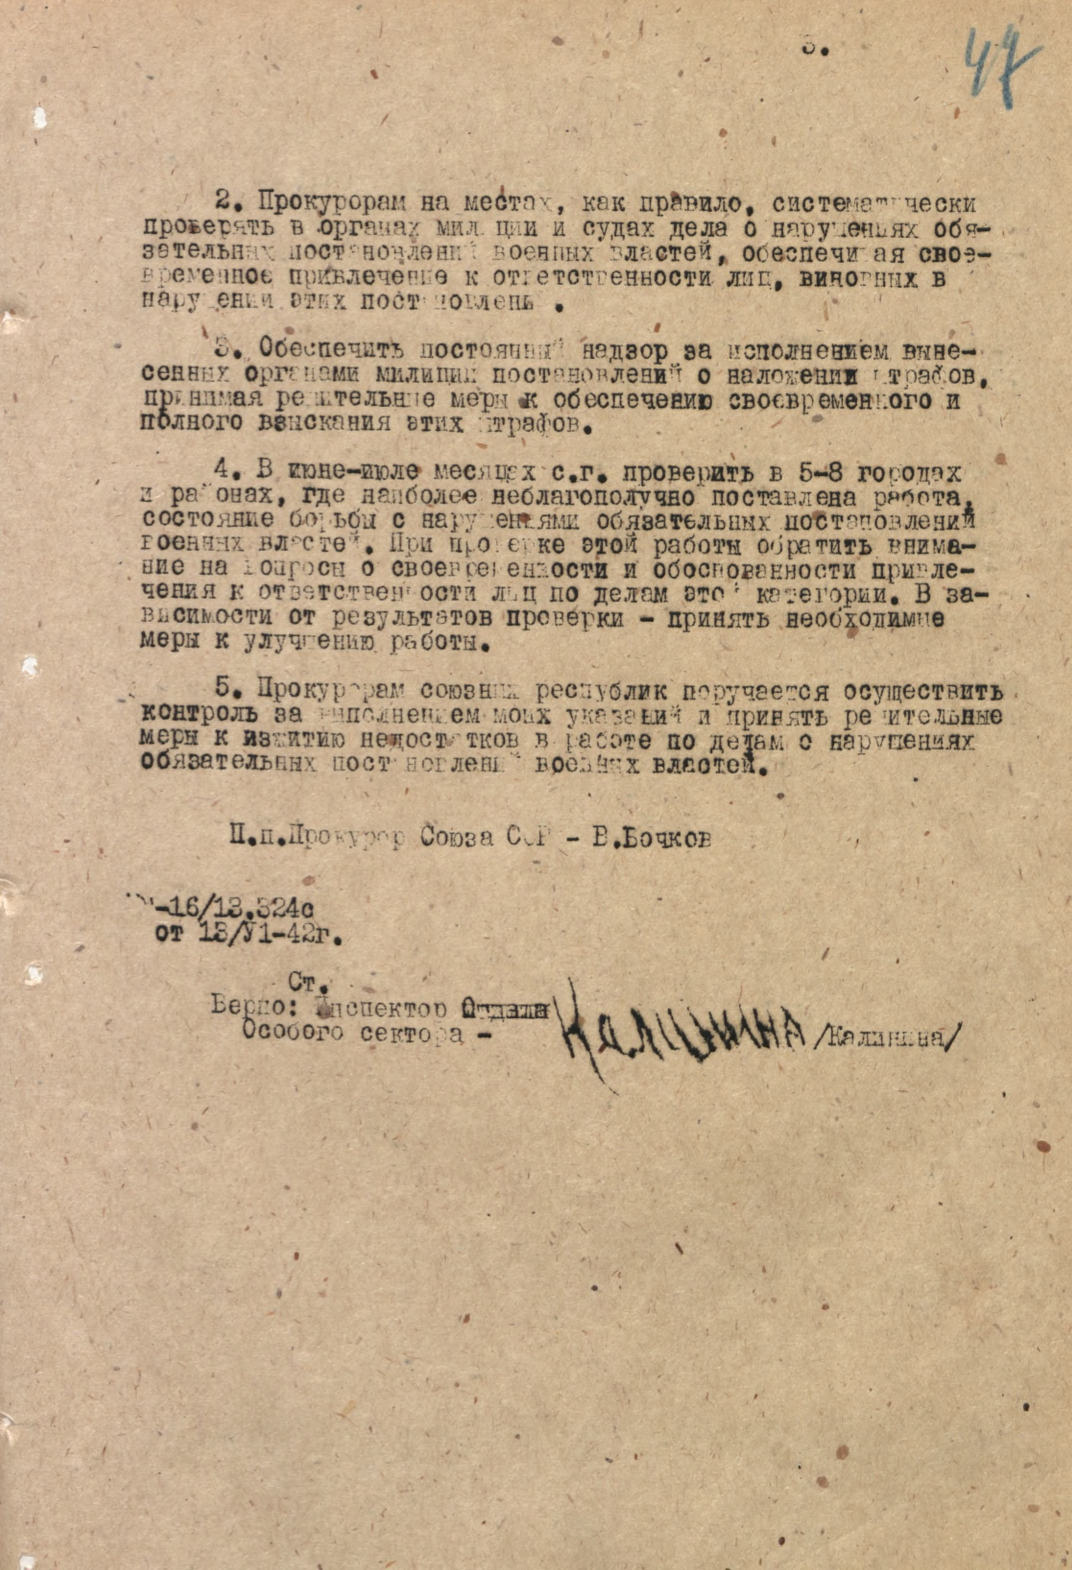 3.
47
2. Прокурорам на местах, как правило, систематически
проверять в органах милиции и судах дела о нарушениях обя-
зательных постановлений военных властей, обеспечивая свое-
временное привлечение к ответственности лиц, виновных в
нарушении этих постановлений.
3. Обеспечить постоянный надзор за исполнением выне-
сенных органами милиции постановлений о наложении штрафов,
принимая решительные меры к обеспечению своевременного и
полного взыскания этих штрафов.
4. В июне-июле месяцах с.г. проверить в 5-8 городах
и районах, где наиболее неблагополучно поставлена работа,
состояние борьбы с нарушениями обязательных постановлений
военных властей. При проверке этой работы обратить внима-
ние на вопросы о своевременности и обоснованности привле-
чения к ответственности лиц по делам этой категории. В за-
висимости от результатов проверки - принять необходимые
меры к улучшению работы.
5. Прокурорам союзных республик поручается осуществить
контроль за выполнением моих указаний и принять решительные
меры к изжитию недостатков в работе по делам о нарушениях
обязательных постановлений военных властей.
П.п.Прокурор Союза ССР - В.Бочков
-16/13.324с
от 13/У1-42г.
Ст.
Верно: Инспектор Отдела
Особого сектора - Калинина /Калинина/